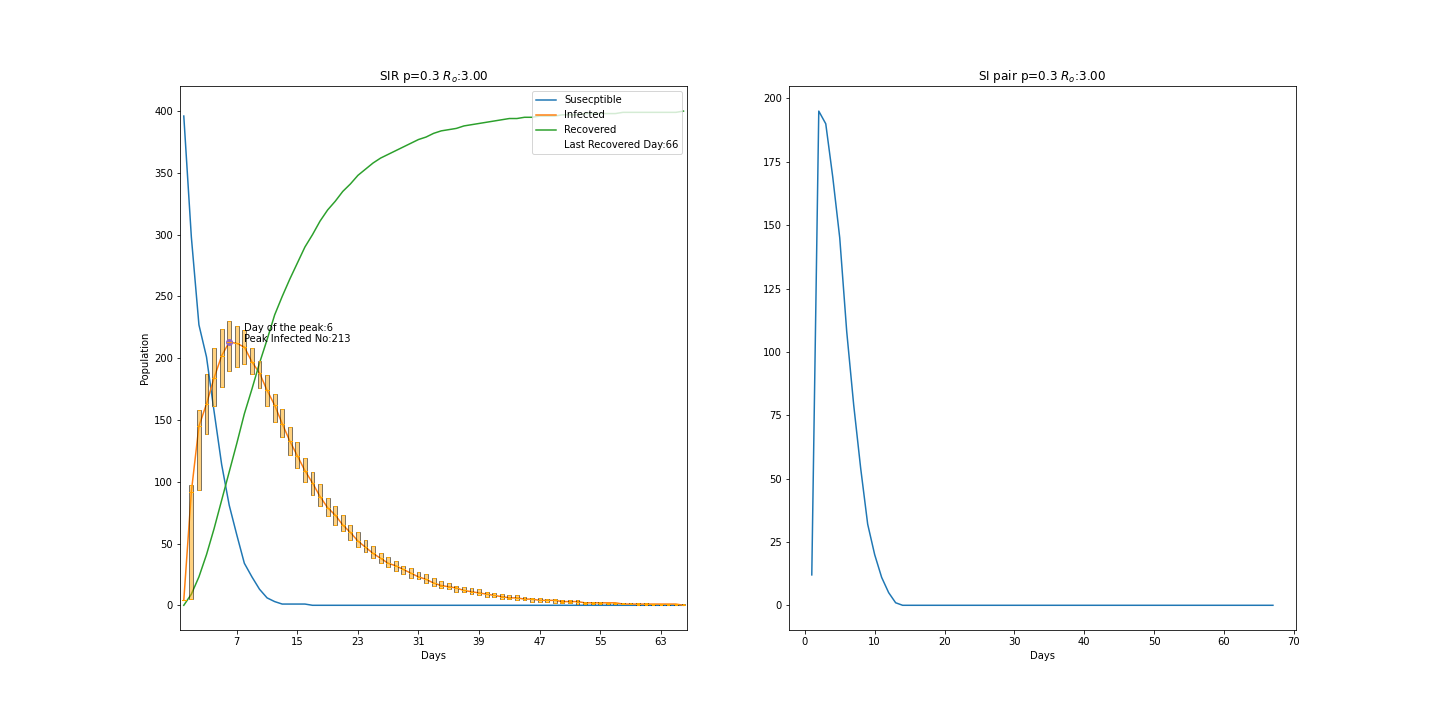 SIR p=0.3 Rₒ:3.00
400
350
300
250
200
150
100
50
0
Population
Susecptible
Infected
Recovered
Last Recovered Day:66
Day of the peak:6
Peak Infected No:213
7 15 23 31 39 47 55 63
Days
SI pair p=0.3 Rₒ:3.00
200
175
150
125
100
75
50
25
0
0 10 20 30 40 50 60 70
Days